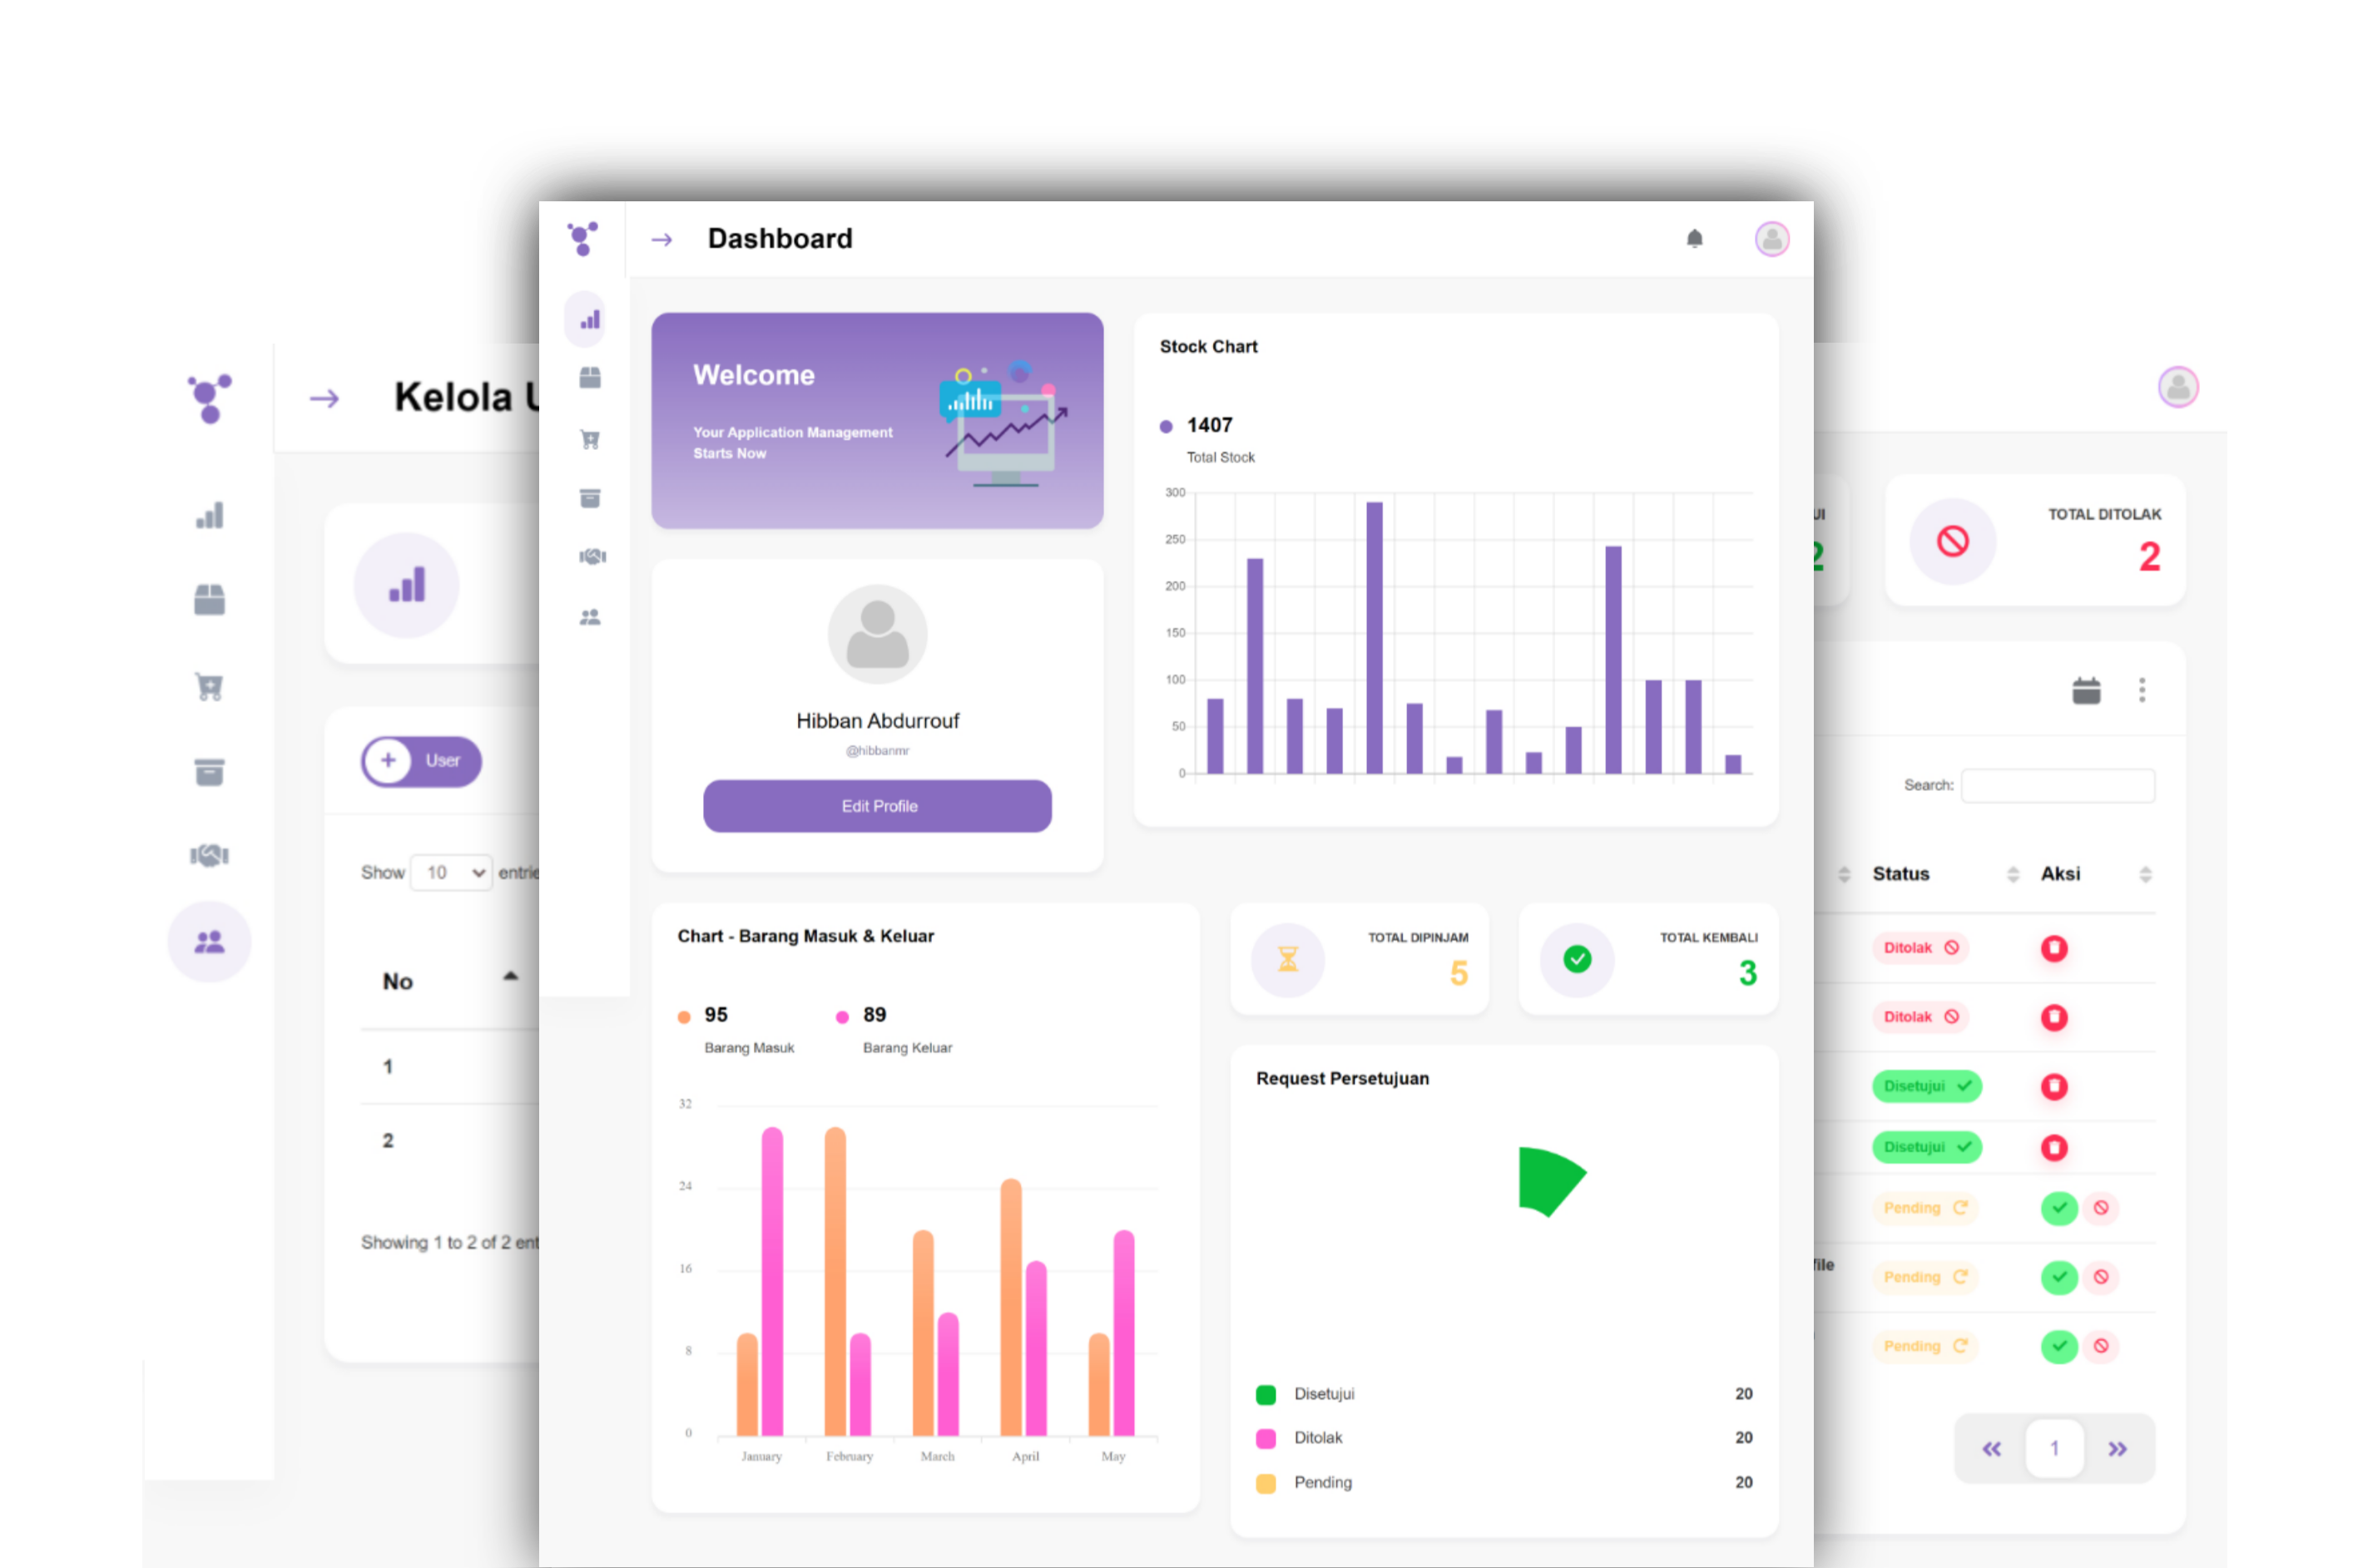 Kelola
User
Show 10 entrie
No
1
2
Showing 1 to 2 of 2 ent
Dashboard
Welcome
Your Application Management
Starts Now
Hibban Abdurrouf
@hibbanmr
Edit Profile
Stock Chart
1407
Total Stock
300
250
200
150
100
50
0
Chart - Barang Masuk & Keluar
95
Barang Masuk
89
Barang Keluar
32
24
16
8
0
January February March April May
TOTAL DIPINJAM
5
TOTAL KEMBALI
3
Request Persetujuan
Disetujui 20
Ditolak 20
Pending 20
UI
2
TOTAL DITOLAK
2
Search:
Status Aksi
Ditolak
Ditolak
Disetujui
Disetujui
Pending
file
Pending
Pending
« 1 »